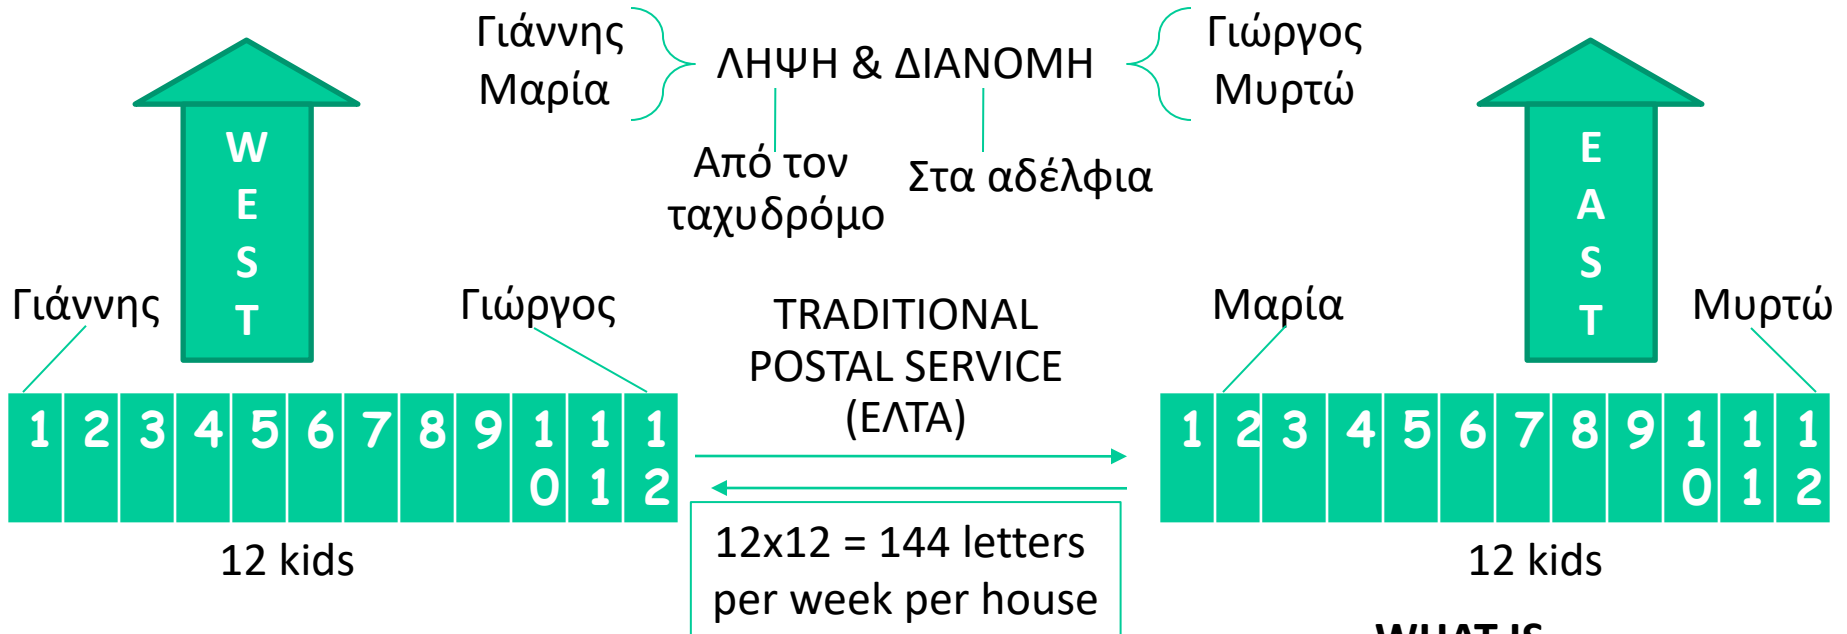 Γιάννης
Μαρία
ΛΗΨΗ & ΔΙΑΝΟΜΗ
Γιώργος
Μυρτώ
Από τον
ταχυδρόμο
Στα αδέλφια
W
E
S
T
E
A
S
T
Γιάννης
Γιώργος
TRADITIONAL
POSTAL SERVICE
(ΕΛΤΑ)
Μαρία
Μυρτώ
1 2 3 4 5 6 7 8 9 10 11 12
1 2 3 4 5 6 7 8 9 10 11 12
12 kids
12x12 = 144 letters
per week per house
12 kids
WHAT IS